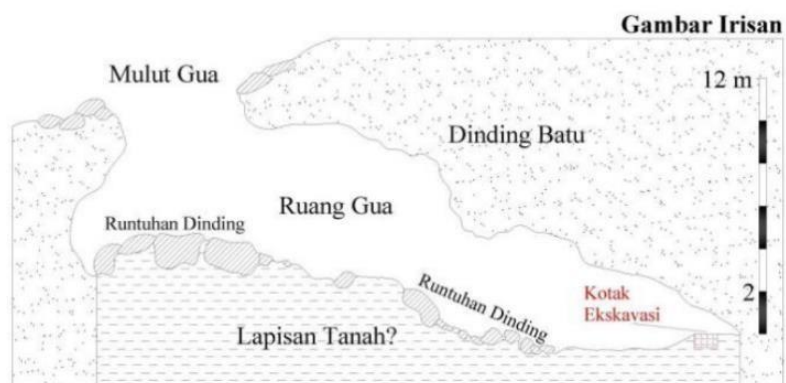 Gambar Irisan
Mulut Gua
12 m
Dinding Batu
Ruang Gua
Runtuhan Dinding
Runtuhan Dinding
Kotak
Ekskavasi
2
Lapisan Tanah?